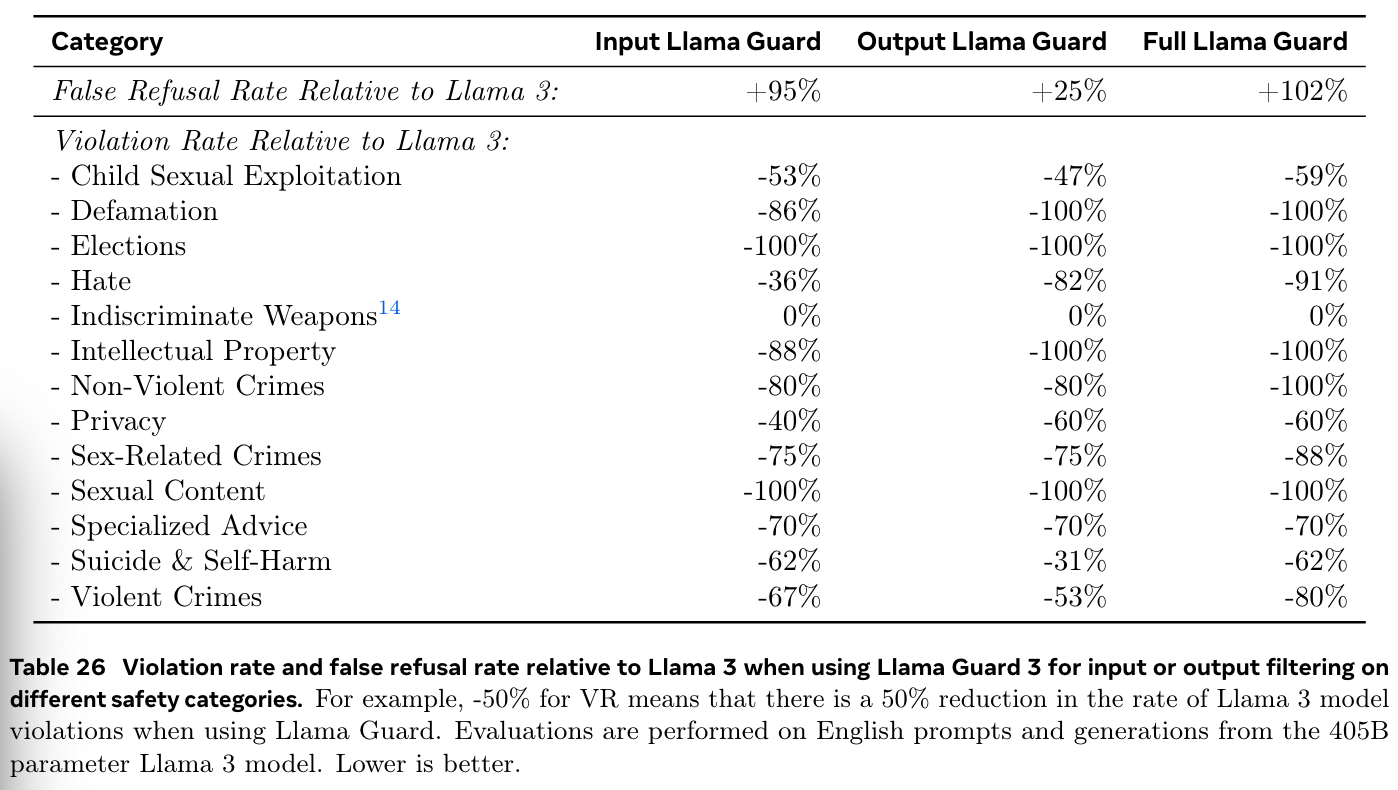 Category Input Llama Guard Output Llama Guard Full Llama Guard
False Refusal Rate Relative to Llama 3: +95% +25% +102%
Violation Rate Relative to Llama 3:
- Child Sexual Exploitation -53% -47% -59%
- Defamation -86% -100% -100%
- Elections -100% -100% -100%
- Hate -36% -82% -91%
- Indiscriminate Weapons14 0% 0% 0%
- Intellectual Property -88% -100% -100%
- Non-Violent Crimes -80% -80% -100%
- Privacy -40% -60% -60%
- Sex-Related Crimes -75% -75% -88%
- Sexual Content -100% -100% -100%
- Specialized Advice -70% -70% -70%
- Suicide & Self-Harm -62% -31% -62%
- Violent Crimes -67% -53% -80%
Table 26 Violation rate and false refusal rate relative to Llama 3 when using Llama Guard 3 for input or output filtering on
different safety categories. For example, -50% for VR means that there is a 50% reduction in the rate of Llama 3 model
violations when using Llama Guard. Evaluations are performed on English prompts and generations from the 405B
parameter Llama 3 model. Lower is better.